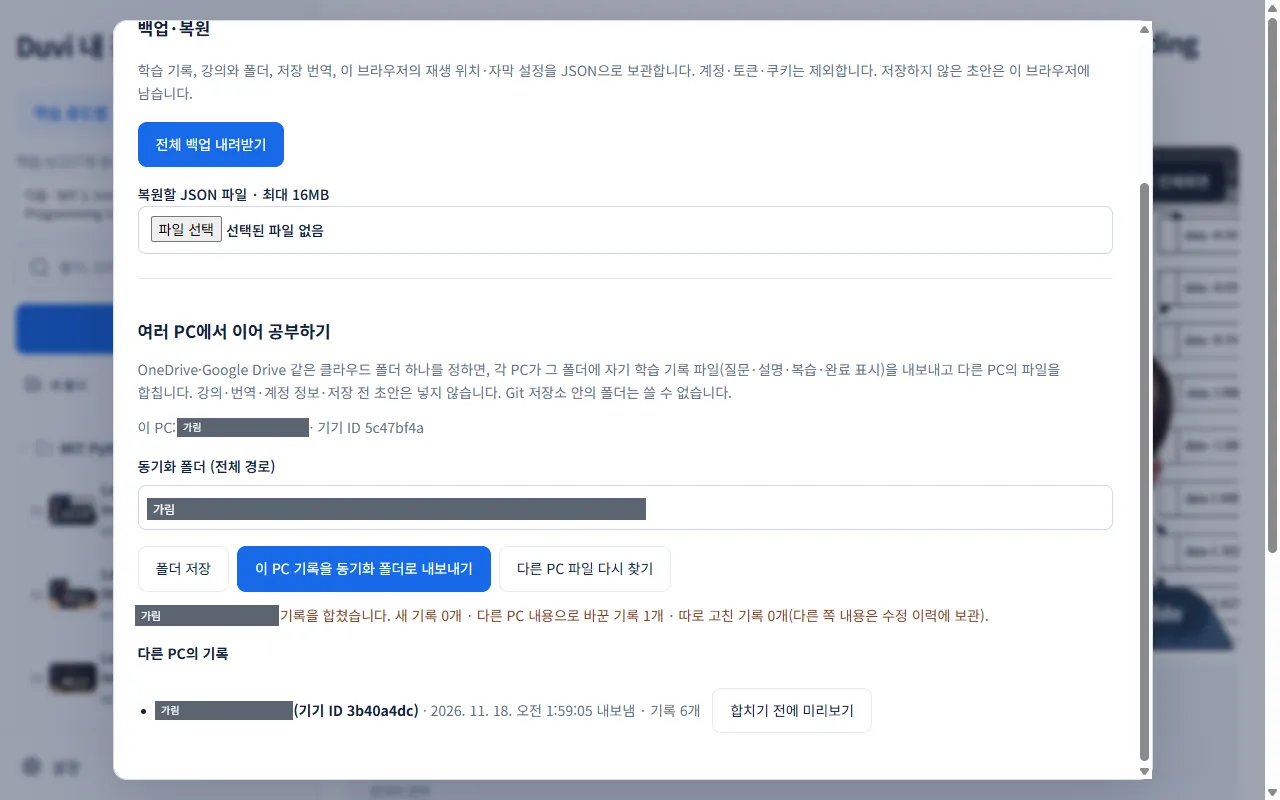 Duvi 내
백업·복원
학습 기록, 강의와 폴더, 저장 번역, 이 브라우저의 재생 위치·자막 설정을 JSON으로 보관합니다. 계정·토큰·쿠키는 제외합니다. 저장하지 않은 초안은 이 브라우저에
남습니다.
전체 백업 내려받기
복원할 JSON 파일 · 최대 16MB
파일 선택 선택된 파일 없음
여러 PC에서 이어 공부하기
OneDrive·Google Drive 같은 클라우드 폴더 하나를 정하면, 각 PC가 그 폴더에 자기 학습 기록 파일(질문·설명·복습·완료 표시)을 내보내고 다른 PC의 파일을
합칩니다. 강의·번역·계정 정보·저장 전 초안은 넣지 않습니다. Git 저장소 안의 폴더는 쓸 수 없습니다.
이 PC: 가림 · 기기 ID 5c47bf4a
동기화 폴더 (전체 경로)
가림
폴더 저장 이 PC 기록을 동기화 폴더로 내보내기 다른 PC 파일 다시 찾기
가림 기록을 합쳤습니다. 새 기록 0개 · 다른 PC 내용으로 바꾼 기록 1개 · 따로 고친 기록 0개(다른 쪽 내용은 수정 이력에 보관).
다른 PC의 기록
가림 (기기 ID 3b40a4dc) · 2026. 11. 18. 오전 1:59:05 내보냄 · 기록 6개 합치기 전에 미리보기